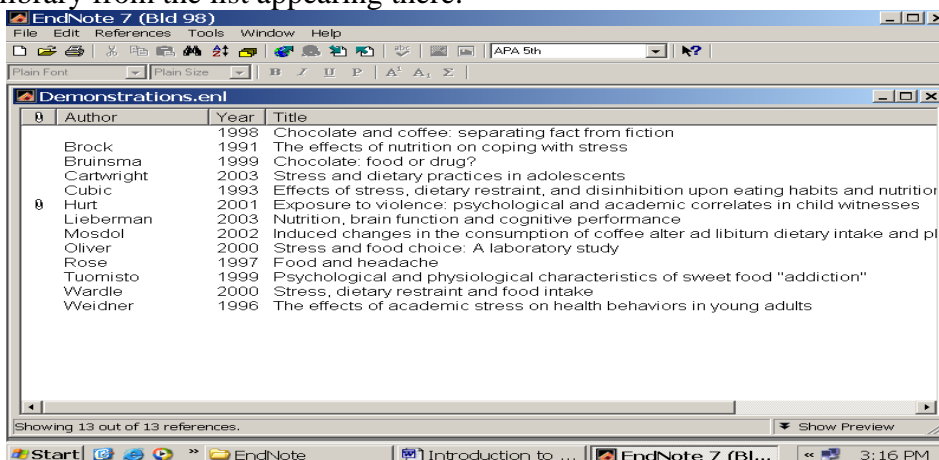 library from the list appearing there.
EndNote 7 (Bld 98)
File Edit References Tools Window Help
APA 5th
Plain Font Plain Size B I U P A¹ A₁ Σ
Demonstrations.enl
Author Year Title
1998 Chocolate and coffee: separating fact from fiction
Brock 1991 The effects of nutrition on coping with stress
Bruinsma 1999 Chocolate: food or drug?
Cartwright 2003 Stress and dietary practices in adolescents
Cubic 1993 Effects of stress, dietary restraint, and disinhibition upon eating habits and nutrition
Hurt 2001 Exposure to violence: psychological and academic correlates in child witnesses
Lieberman 2003 Nutrition, brain function and cognitive performance
Mosdol 2002 Induced changes in the consumption of coffee alter ad libitum dietary intake and pl
Oliver 2000 Stress and food choice: A laboratory study
Rose 1997 Food and headache
Tuomisto 1999 Psychological and physiological characteristics of sweet food "addiction"
Wardle 2000 Stress, dietary restraint and food intake
Weidner 1996 The effects of academic stress on health behaviors in young adults
Showing 13 out of 13 references. Show Preview
Start » EndNote Introduction to ... EndNote 7 (Bl... « 3:16 PM